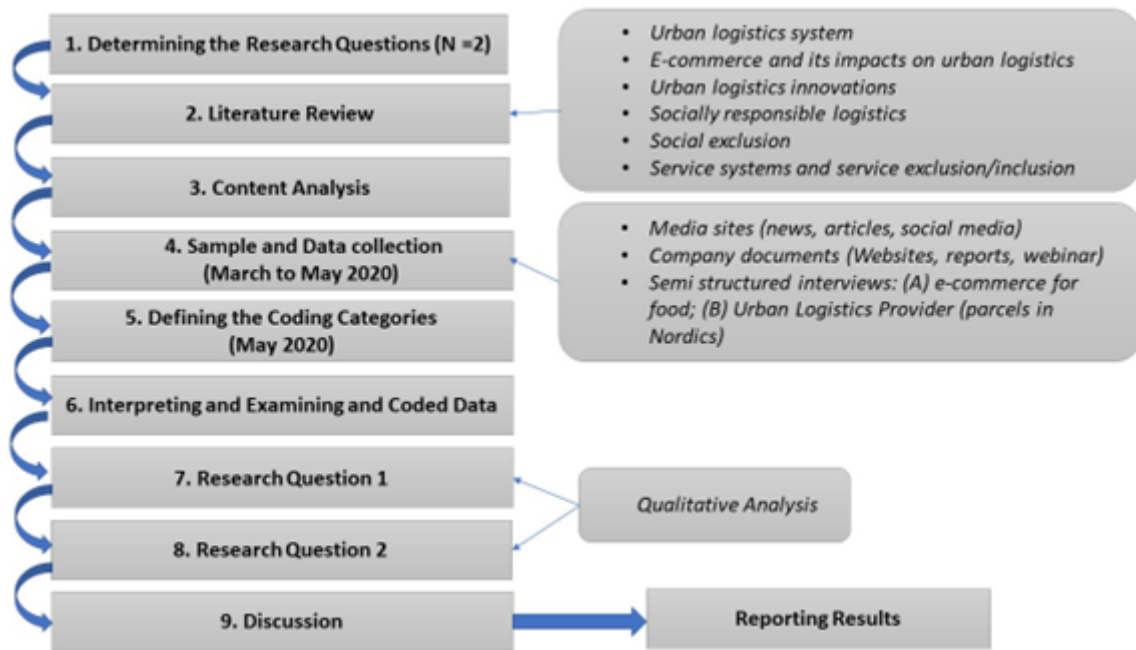 1. Determining the Research Questions (N =2)
2. Literature Review
3. Content Analysis
4. Sample and Data collection
(March to May 2020)
5. Defining the Coding Categories
(May 2020)
6. Interpreting and Examining and Coded Data
7. Research Question 1
8. Research Question 2
9. Discussion
• Urban logistics system
• E-commerce and its impacts on urban logistics
• Urban logistics innovations
• Socially responsible logistics
• Social exclusion
• Service systems and service exclusion/inclusion
• Media sites (news, articles, social media)
• Company documents (Websites, reports, webinar)
• Semi structured interviews: (A) e-commerce for
food; (B) Urban Logistics Provider (parcels in
Nordics)
Qualitative Analysis
Reporting Results